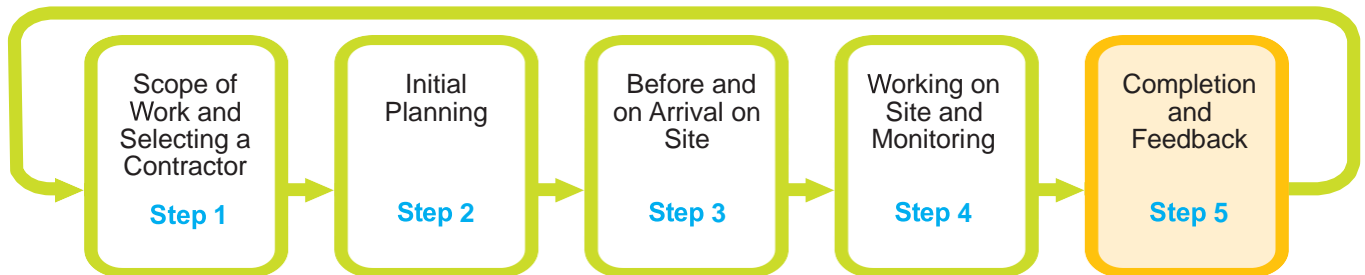 Scope of
Work and
Selecting a
Contractor
Step 1
Initial
Planning
Step 2
Before and
on Arrival on
Site
Step 3
Working on
Site and
Monitoring
Step 4
Completion
and
Feedback
Step 5